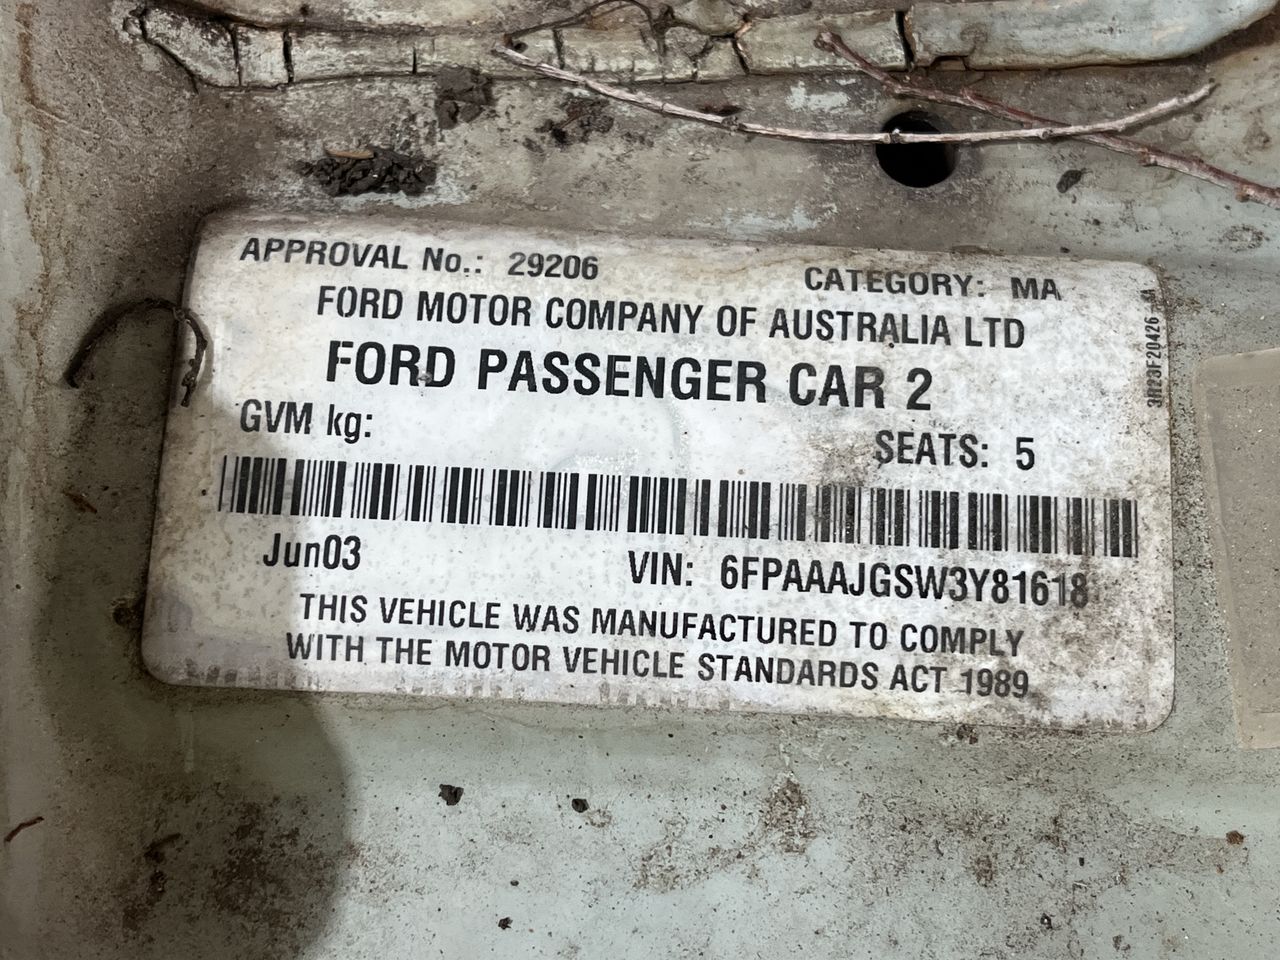 APPROVAL No.: 29206 CATEGORY: MA
FORD MOTOR COMPANY OF AUSTRALIA LTD
FORD PASSENGER CAR 2
GVM kg: SEATS: 5
Jun03 VIN: 6FPAAAJGSW3Y81618
THIS VEHICLE WAS MANUFACTURED TO COMPLY
WITH THE MOTOR VEHICLE STANDARDS ACT 1989
3R23F20426